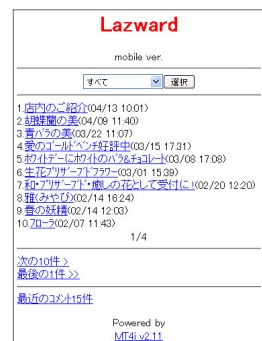 Lazward
mobile ver.
すべて 選択
1.店内のご紹介(04/13 10:01)
2.胡蝶蘭の美(04/09 11:40)
3.青バラの美(03/22 11:07)
4.愛のｺﾞｰﾙﾄﾞﾍﾞﾝﾁ好評中(03/15 17:31)
5.ﾎﾜｲﾄﾃﾞｰにﾎﾜｲﾄのﾊﾞﾗ&ﾁｮｺﾚｰﾄ(03/08 17:08)
6.生花ﾌﾟﾘｻﾞｰﾌﾞﾄﾞﾌﾗﾜｰ(03/01 15:39)
7.和･ﾌﾟﾘｻﾞｰﾌﾞﾄﾞ･癒しの花として受付に!(02/20 12:20)
8.雅(みやび)(02/14 16:24)
9.春の妖精(02/14 12:03)
10.ﾌﾛｰﾗ(02/07 11:43)
1/4
次の10件 >
最後の1件 >>
最近のｺﾒﾝﾄ15件
Powered by
MT4i v2.11